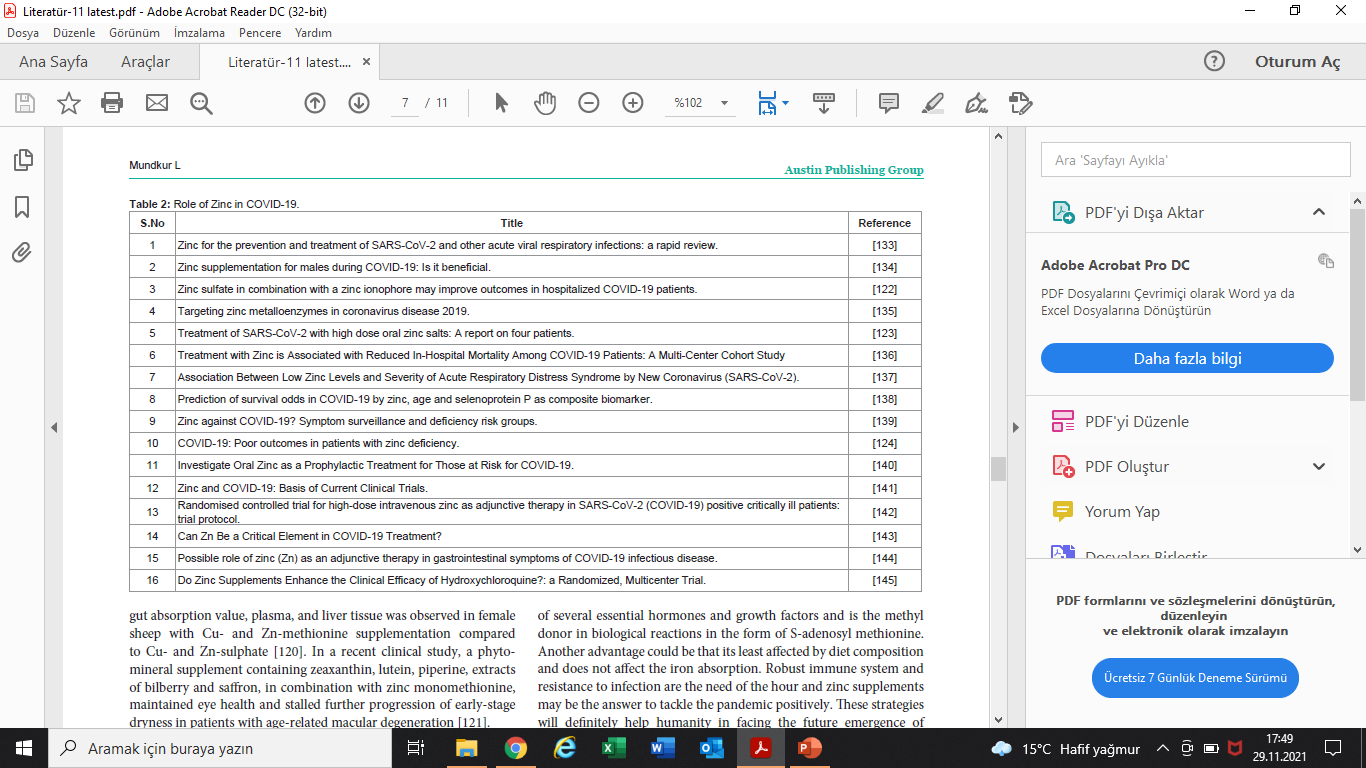 Literatür-11 latest.pdf - Adobe Acrobat Reader DC (32-bit)
Dosya Düzenle Görünüm İmzalama Pencere Yardım
Ana Sayfa Araçlar Literatür-11 latest.... × Oturum Aç
7 / 11 %102
Mundkur L Austin Publishing Group
Table 2: Role of Zinc in COVID-19.
S.No Title Reference
1 Zinc for the prevention and treatment of SARS-CoV-2 and other acute viral respiratory infections: a rapid review. [133]
2 Zinc supplementation for males during COVID-19: Is it beneficial. [134]
3 Zinc sulfate in combination with a zinc ionophore may improve outcomes in hospitalized COVID-19 patients. [122]
4 Targeting zinc metalloenzymes in coronavirus disease 2019. [135]
5 Treatment of SARS-CoV-2 with high dose oral zinc salts: A report on four patients. [123]
6 Treatment with Zinc is Associated with Reduced In-Hospital Mortality Among COVID-19 Patients: A Multi-Center Cohort Study [136]
7 Association Between Low Zinc Levels and Severity of Acute Respiratory Distress Syndrome by New Coronavirus (SARS-CoV-2). [137]
8 Prediction of survival odds in COVID-19 by zinc, age and selenoprotein P as composite biomarker. [138]
9 Zinc against COVID-19? Symptom surveillance and deficiency risk groups. [139]
10 COVID-19: Poor outcomes in patients with zinc deficiency. [124]
11 Investigate Oral Zinc as a Prophylactic Treatment for Those at Risk for COVID-19. [140]
12 Zinc and COVID-19: Basis of Current Clinical Trials. [141]
13 Randomised controlled trial for high-dose intravenous zinc as adjunctive therapy in SARS-CoV-2 (COVID-19) positive critically ill patients:
trial protocol. [142]
14 Can Zn Be a Critical Element in COVID-19 Treatment? [143]
15 Possible role of zinc (Zn) as an adjunctive therapy in gastrointestinal symptoms of COVID-19 infectious disease. [144]
16 Do Zinc Supplements Enhance the Clinical Efficacy of Hydroxychloroquine?: a Randomized, Multicenter Trial. [145]
gut absorption value, plasma, and liver tissue was observed in female
sheep with Cu- and Zn-methionine supplementation compared
to Cu- and Zn-sulphate [120]. In a recent clinical study, a phyto-
mineral supplement containing zeaxanthin, lutein, piperine, extracts
of bilberry and saffron, in combination with zinc monomethionine,
maintained eye health and stalled further progression of early-stage
dryness in patients with age-related macular degeneration [121].
of several essential hormones and growth factors and is the methyl
donor in biological reactions in the form of S-adenosyl methionine.
Another advantage could be that its least affected by diet composition
and does not affect the iron absorption. Robust immune system and
resistance to infection are the need of the hour and zinc supplements
may be the answer to tackle the pandemic positively. These strategies
will definitely help humanity in facing the future emergence of
Ara 'Sayfayı Ayıkla'
PDF'yi Dışa Aktar
Adobe Acrobat Pro DC
PDF Dosyalarını Çevrimiçi olarak Word ya da
Excel Dosyalarına Dönüştürün
Daha fazla bilgi
PDF'yi Düzenle
PDF Oluştur
Yorum Yap
Dosyaları Birleştir
PDF formlarını ve sözleşmelerini dönüştürün,
düzenleyin
ve elektronik olarak imzalayın
Ücretsiz 7 Günlük Deneme Sürümü
Aramak için buraya yazın
15°C Hafif yağmur
17:49
29.11.2021